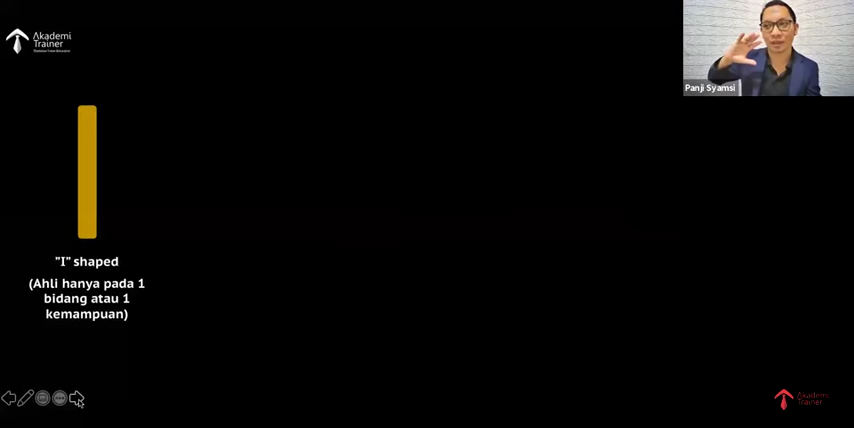 Akademi
Trainer
Panji Syamsi
"I" shaped
(Ahli hanya pada 1
bidang atau 1
kemampuan)
Akademi
Trainer